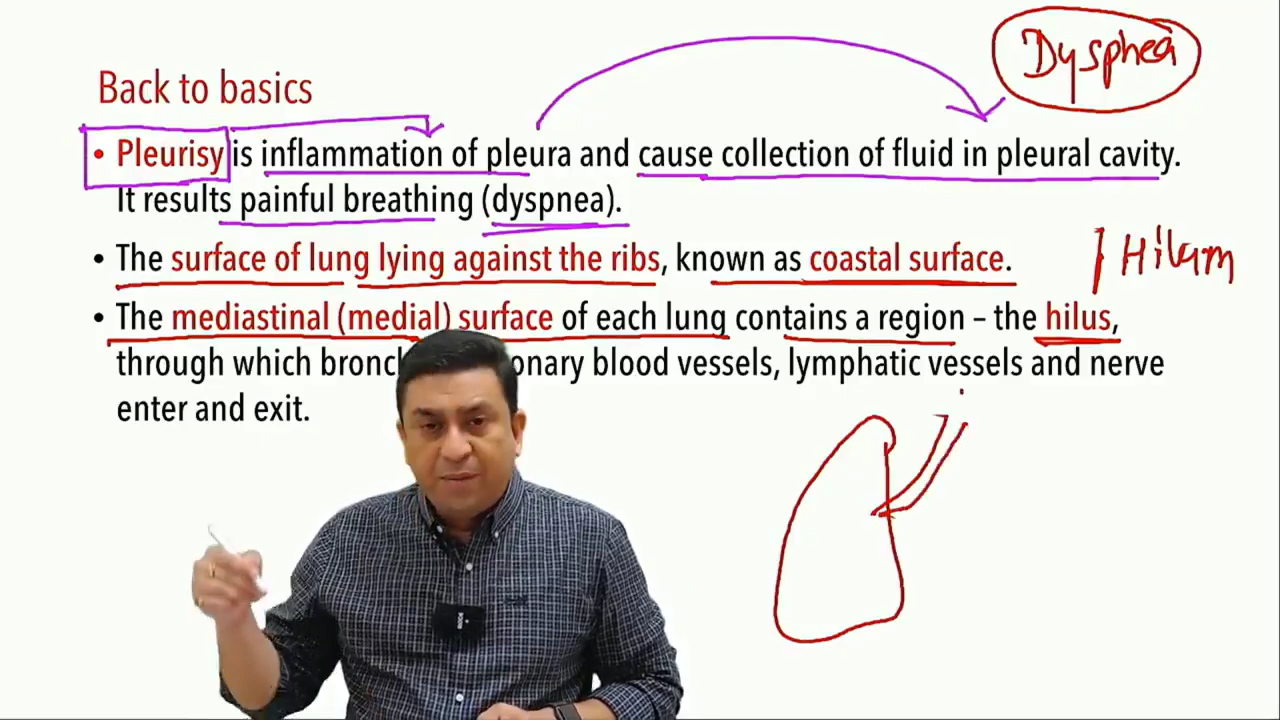 Dysphea
Back to basics
• Pleurisy is inflammation of pleura and cause collection of fluid in pleural cavity.
It results painful breathing (dyspnea).
• The surface of lung lying against the ribs, known as coastal surface.
Hilum
• The mediastinal (medial) surface of each lung contains a region – the hilus,
through which bronc onary blood vessels, lymphatic vessels and nerve
enter and exit.